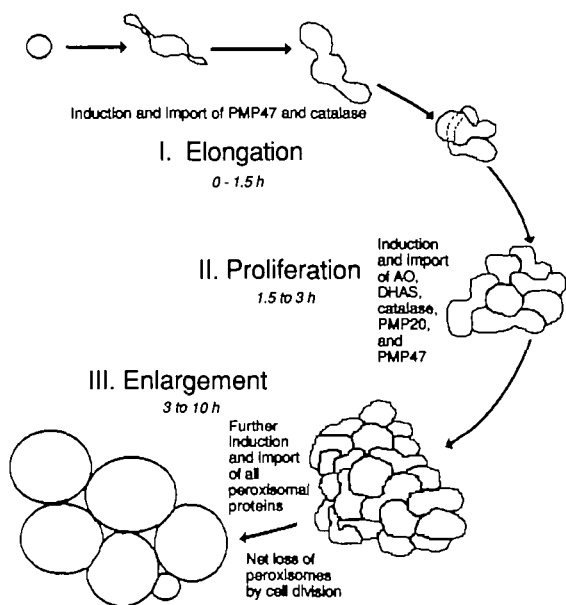 Induction and Import of PMP47 and catalase
I. Elongation
0 - 1.5 h
II. Proliferation
1.5 to 3 h
Induction
and Import
of AO,
DHAS,
catalase,
PMP20,
and
PMP47
III. Enlargement
3 to 10 h
Further
Induction
and import
of all
peroxisomal
proteins
Net loss of
peroxisomes
by cell division